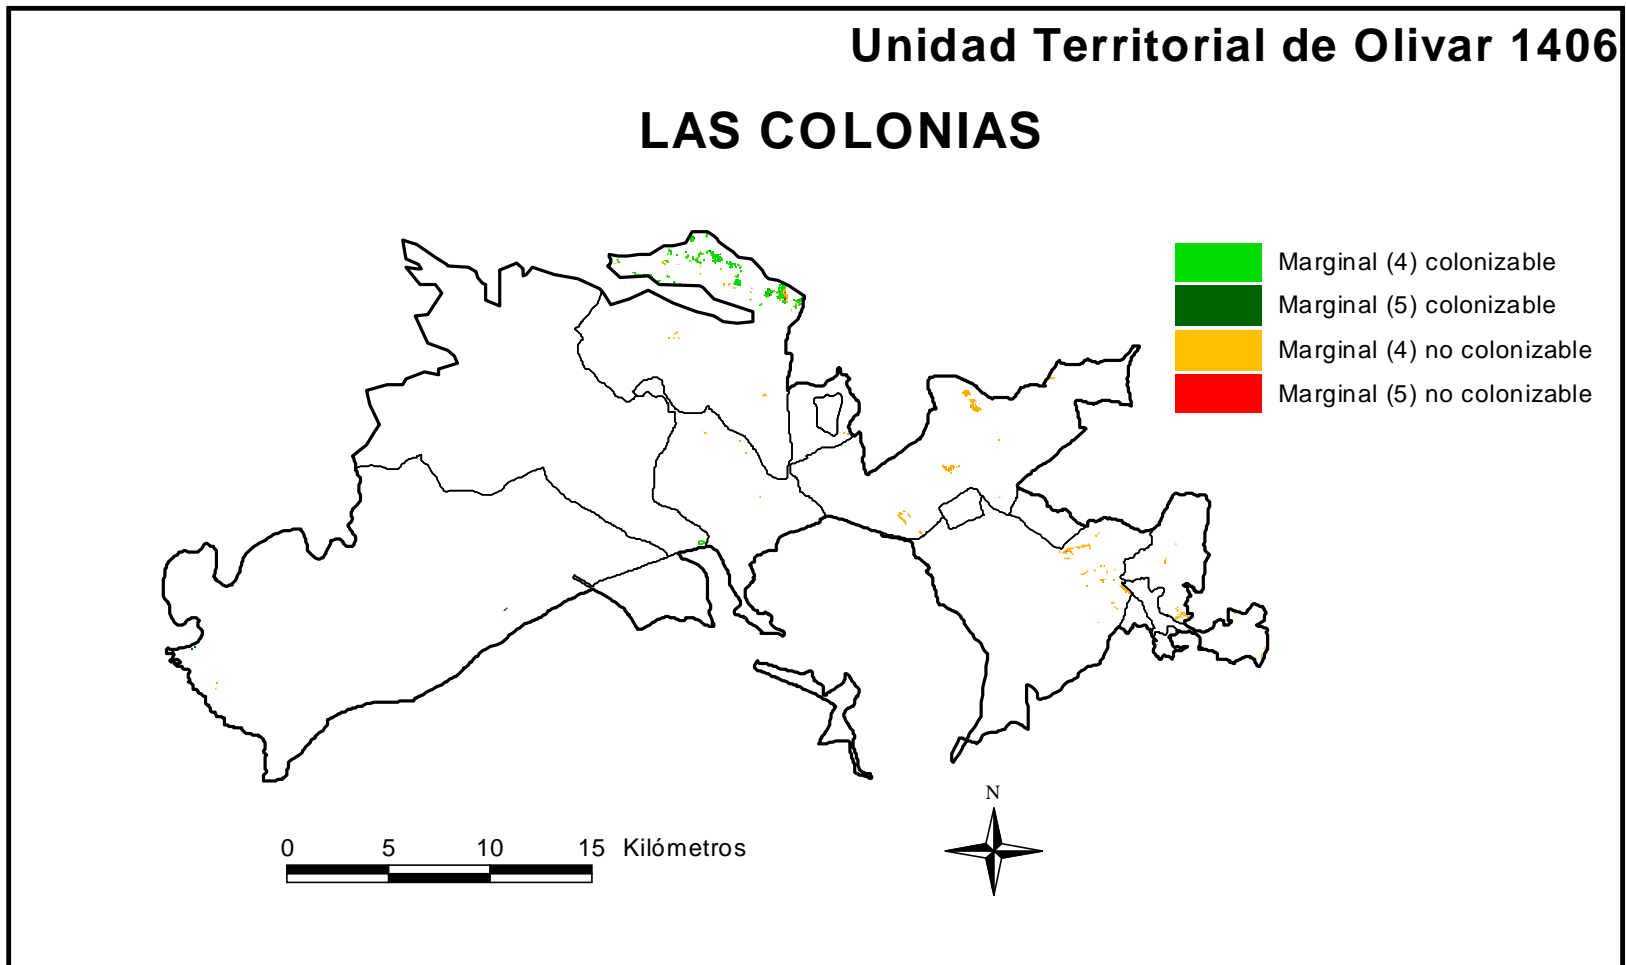 Unidad Territorial de Olivar 1406
LAS COLONIAS
Marginal (4) colonizable
Marginal (5) colonizable
Marginal (4) no colonizable
Marginal (5) no colonizable
N
0 5 10 15 Kilómetros